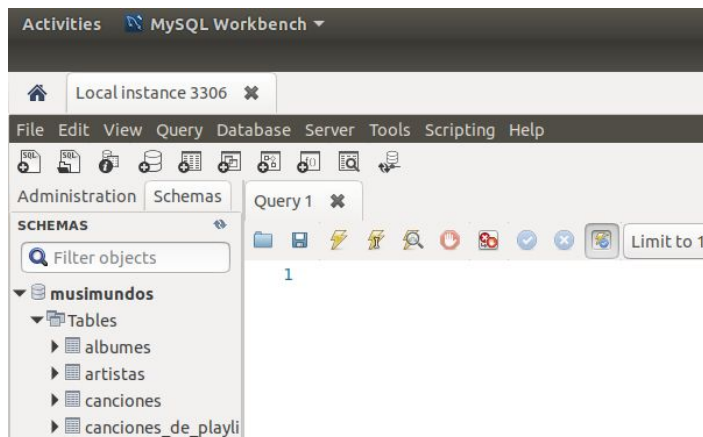 Activities MySQL Workbench
Local instance 3306
File Edit View Query Database Server Tools Scripting Help
Administration Schemas Query 1
SCHEMAS
Filter objects
Limit to 1
1
musimundos
Tables
albumes
artistas
canciones
canciones_de_playli